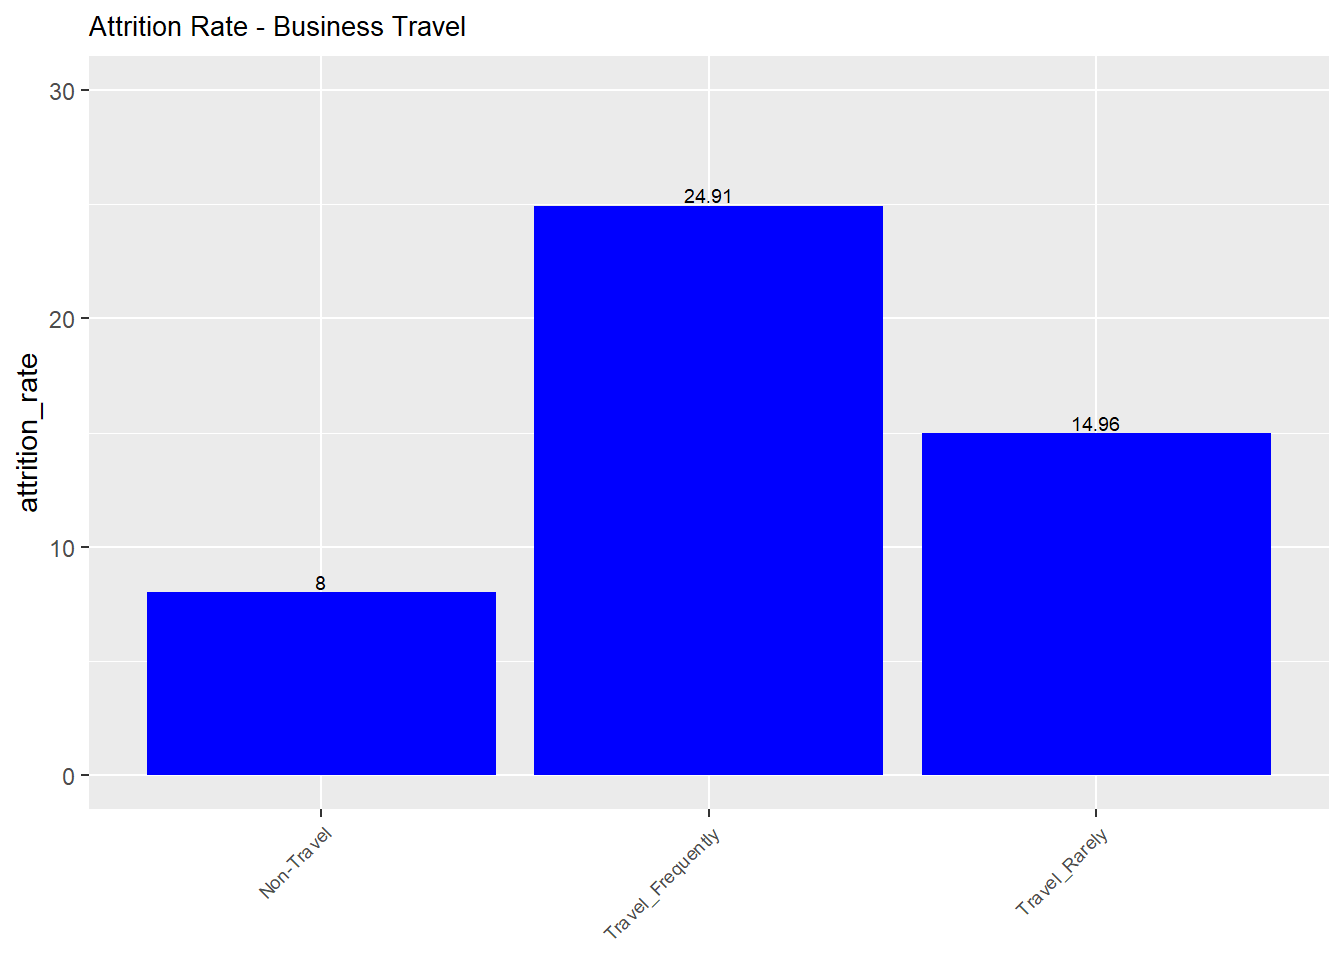 Attrition Rate - Business Travel
attrition_rate
30
20
10
0
8
24.91
14.96
Non-Travel
Travel_Frequently
Travel_Rarely